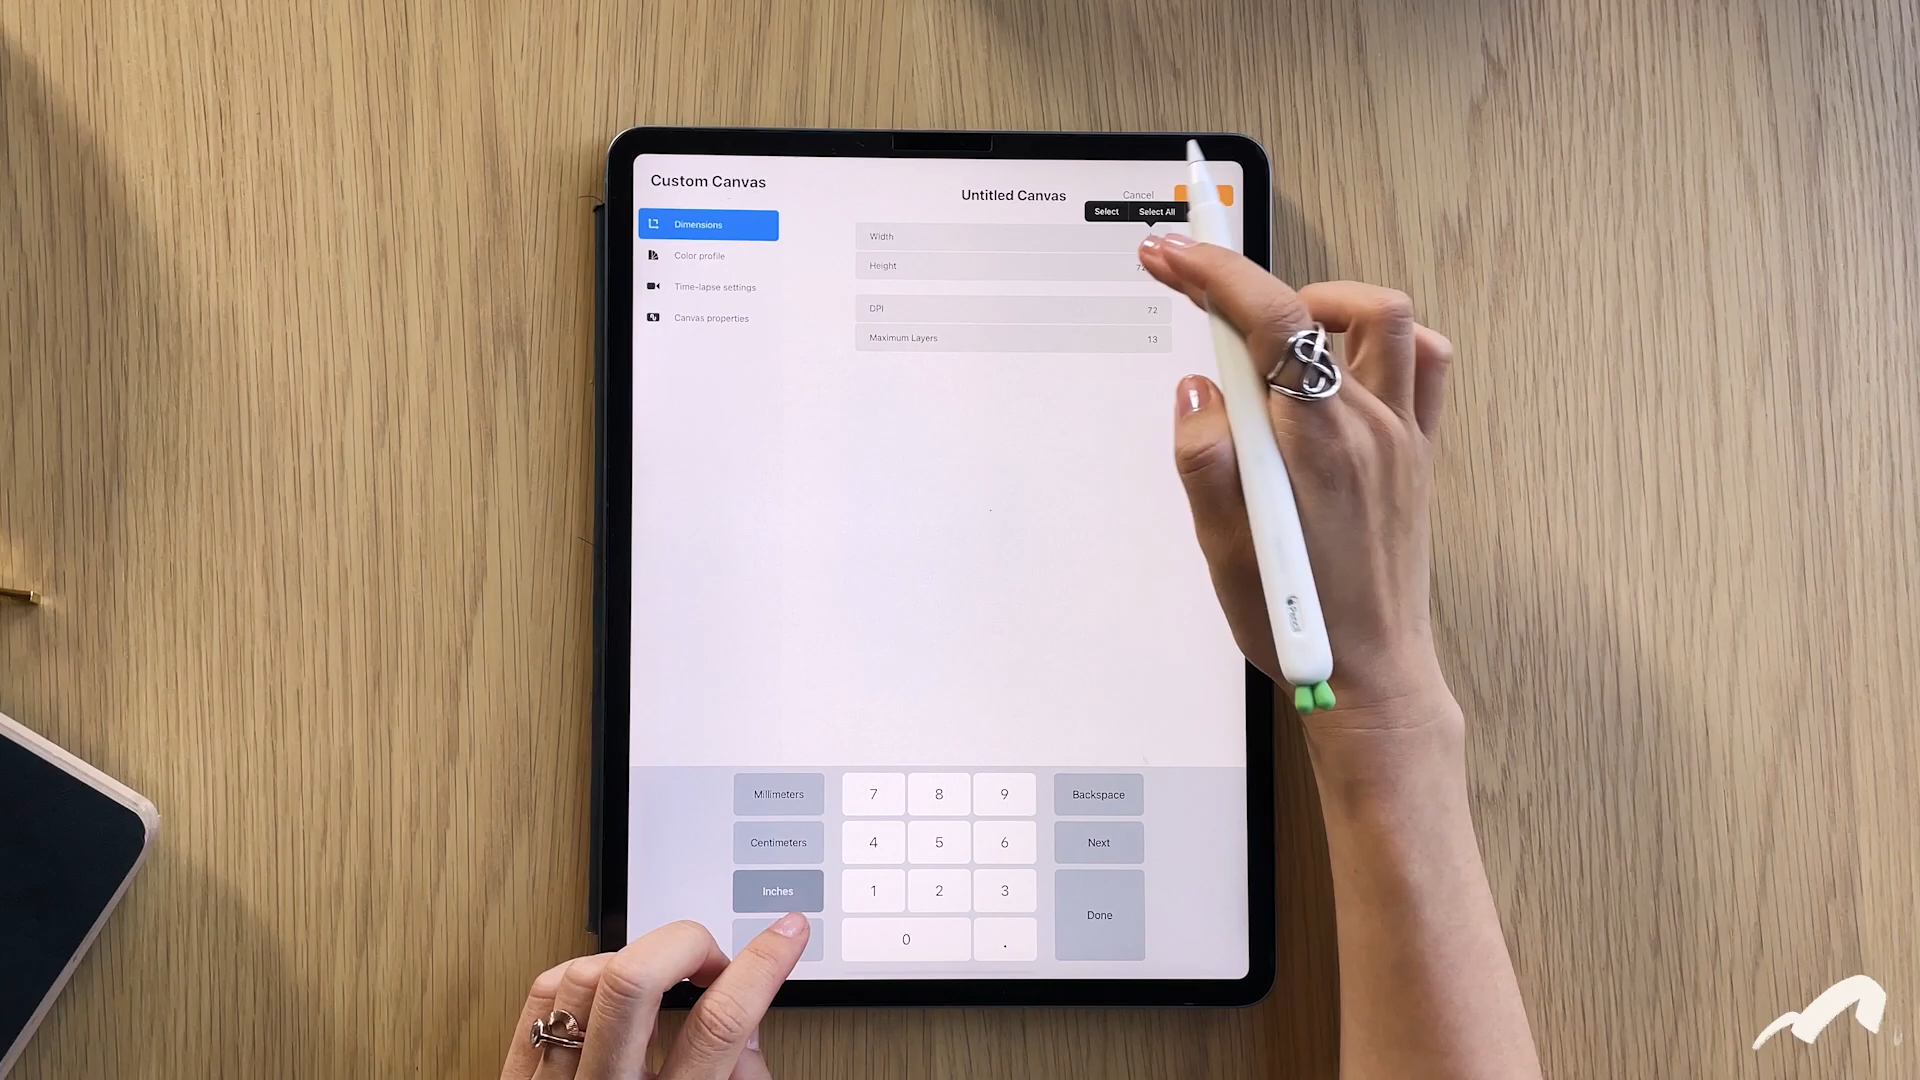 Custom Canvas
Untitled Canvas
Cancel
Select
Select All
Dimensions
Color profile
Time-lapse settings
Canvas properties
Width
Height
DPI
72
Maximum Layers
13
Millimeters
7
8
9
Backspace
Centimeters
4
5
6
Next
Inches
1
2
3
Done
0
.
Pencil